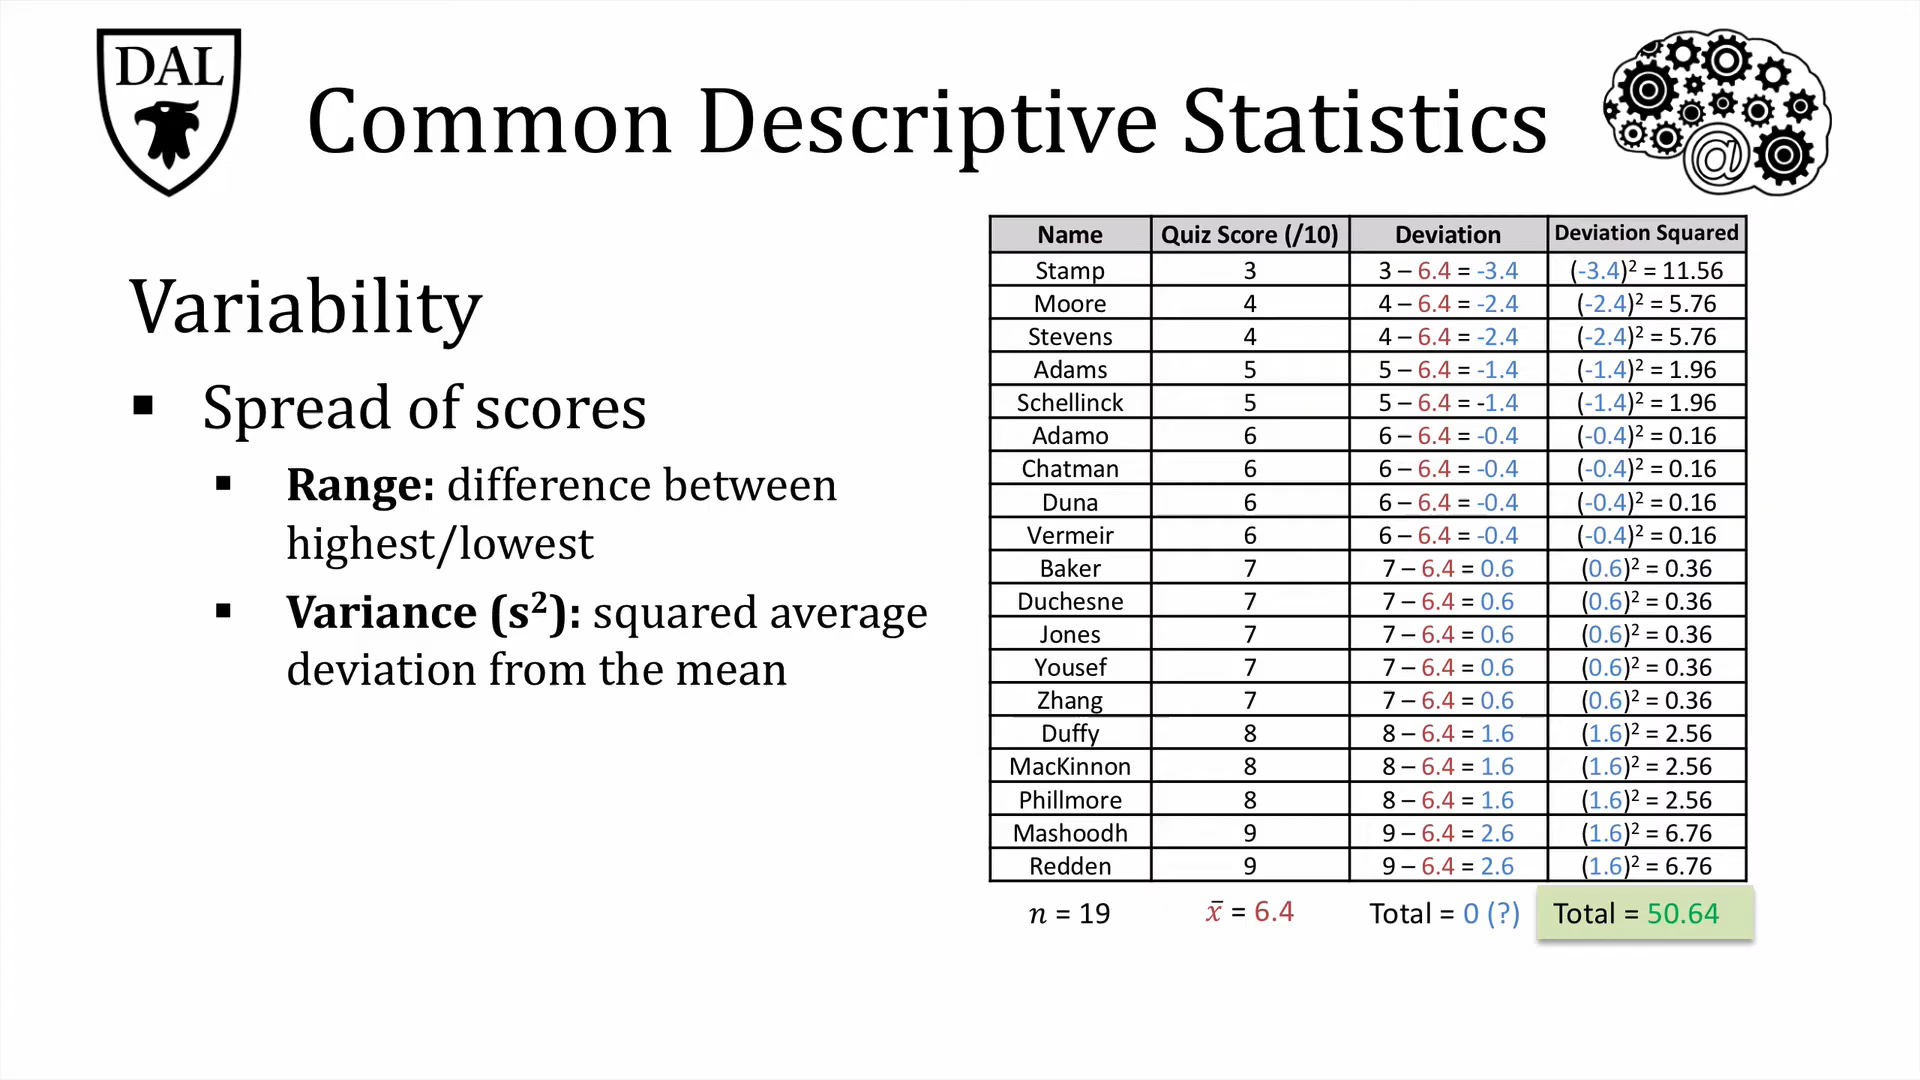 DAL
Common Descriptive Statistics
@
Variability
▪ Spread of scores
▪ Range: difference between
highest/lowest
▪ Variance (s²): squared average
deviation from the mean
Name Quiz Score (/10) Deviation Deviation Squared
Stamp 3 3 – 6.4 = -3.4 (-3.4)² = 11.56
Moore 4 4 – 6.4 = -2.4 (-2.4)² = 5.76
Stevens 4 4 – 6.4 = -2.4 (-2.4)² = 5.76
Adams 5 5 – 6.4 = -1.4 (-1.4)² = 1.96
Schellinck 5 5 – 6.4 = -1.4 (-1.4)² = 1.96
Adamo 6 6 – 6.4 = -0.4 (-0.4)² = 0.16
Chatman 6 6 – 6.4 = -0.4 (-0.4)² = 0.16
Duna 6 6 – 6.4 = -0.4 (-0.4)² = 0.16
Vermeir 6 6 – 6.4 = -0.4 (-0.4)² = 0.16
Baker 7 7 – 6.4 = 0.6 (0.6)² = 0.36
Duchesne 7 7 – 6.4 = 0.6 (0.6)² = 0.36
Jones 7 7 – 6.4 = 0.6 (0.6)² = 0.36
Yousef 7 7 – 6.4 = 0.6 (0.6)² = 0.36
Zhang 7 7 – 6.4 = 0.6 (0.6)² = 0.36
Duffy 8 8 – 6.4 = 1.6 (1.6)² = 2.56
MacKinnon 8 8 – 6.4 = 1.6 (1.6)² = 2.56
Phillmore 8 8 – 6.4 = 1.6 (1.6)² = 2.56
Mashoodh 9 9 – 6.4 = 2.6 (1.6)² = 6.76
Redden 9 9 – 6.4 = 2.6 (1.6)² = 6.76
n = 19 x̄ = 6.4 Total = 0 (?) Total = 50.64